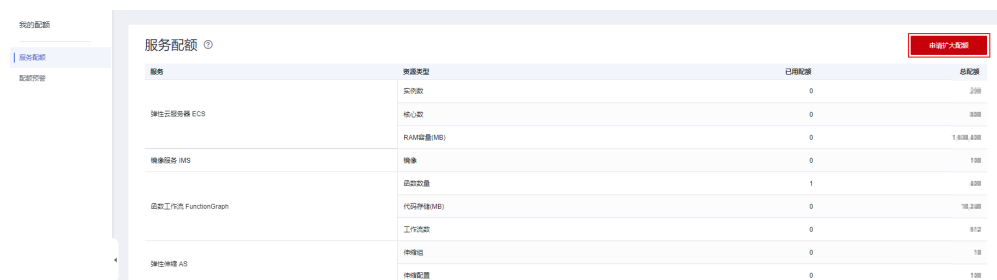 我的配额
服务配额
配额预警
服务配额 ?
申请扩大配额
服务 资源类型 已用配额 总配额
弹性云服务器 ECS
实例数 0
核心数 0
RAM容量(MB) 0
镜像服务 IMS 镜像 0
函数工作流 FunctionGraph
函数数量 1
代码存储(MB) 0
工作流数 0
弹性伸缩 AS
伸缩组 0
伸缩配置 0